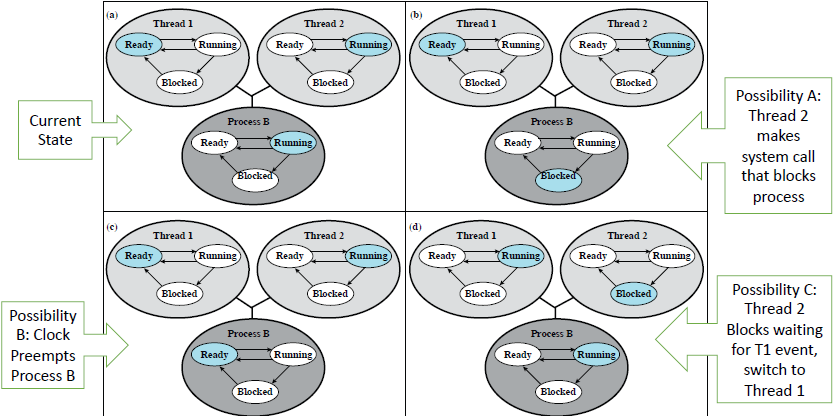 (a)
Thread 1
Thread 2
Ready
Running
Ready
Running
Blocked
Blocked
Process B
Ready
Running
Blocked
(b)
Thread 1
Thread 2
Ready
Running
Ready
Running
Blocked
Blocked
Process B
Ready
Running
Blocked
Current
State
Possibility A:
Thread 2
makes
system call
that blocks
process
(c)
Thread 1
Thread 2
Ready
Running
Ready
Running
Blocked
Blocked
Process B
Ready
Running
Blocked
(d)
Thread 1
Thread 2
Ready
Running
Ready
Running
Blocked
Blocked
Process B
Ready
Running
Blocked
Possibility
B: Clock
Preempts
Process B
Possibility C:
Thread 2
Blocks waiting
for T1 event,
switch to
Thread 1